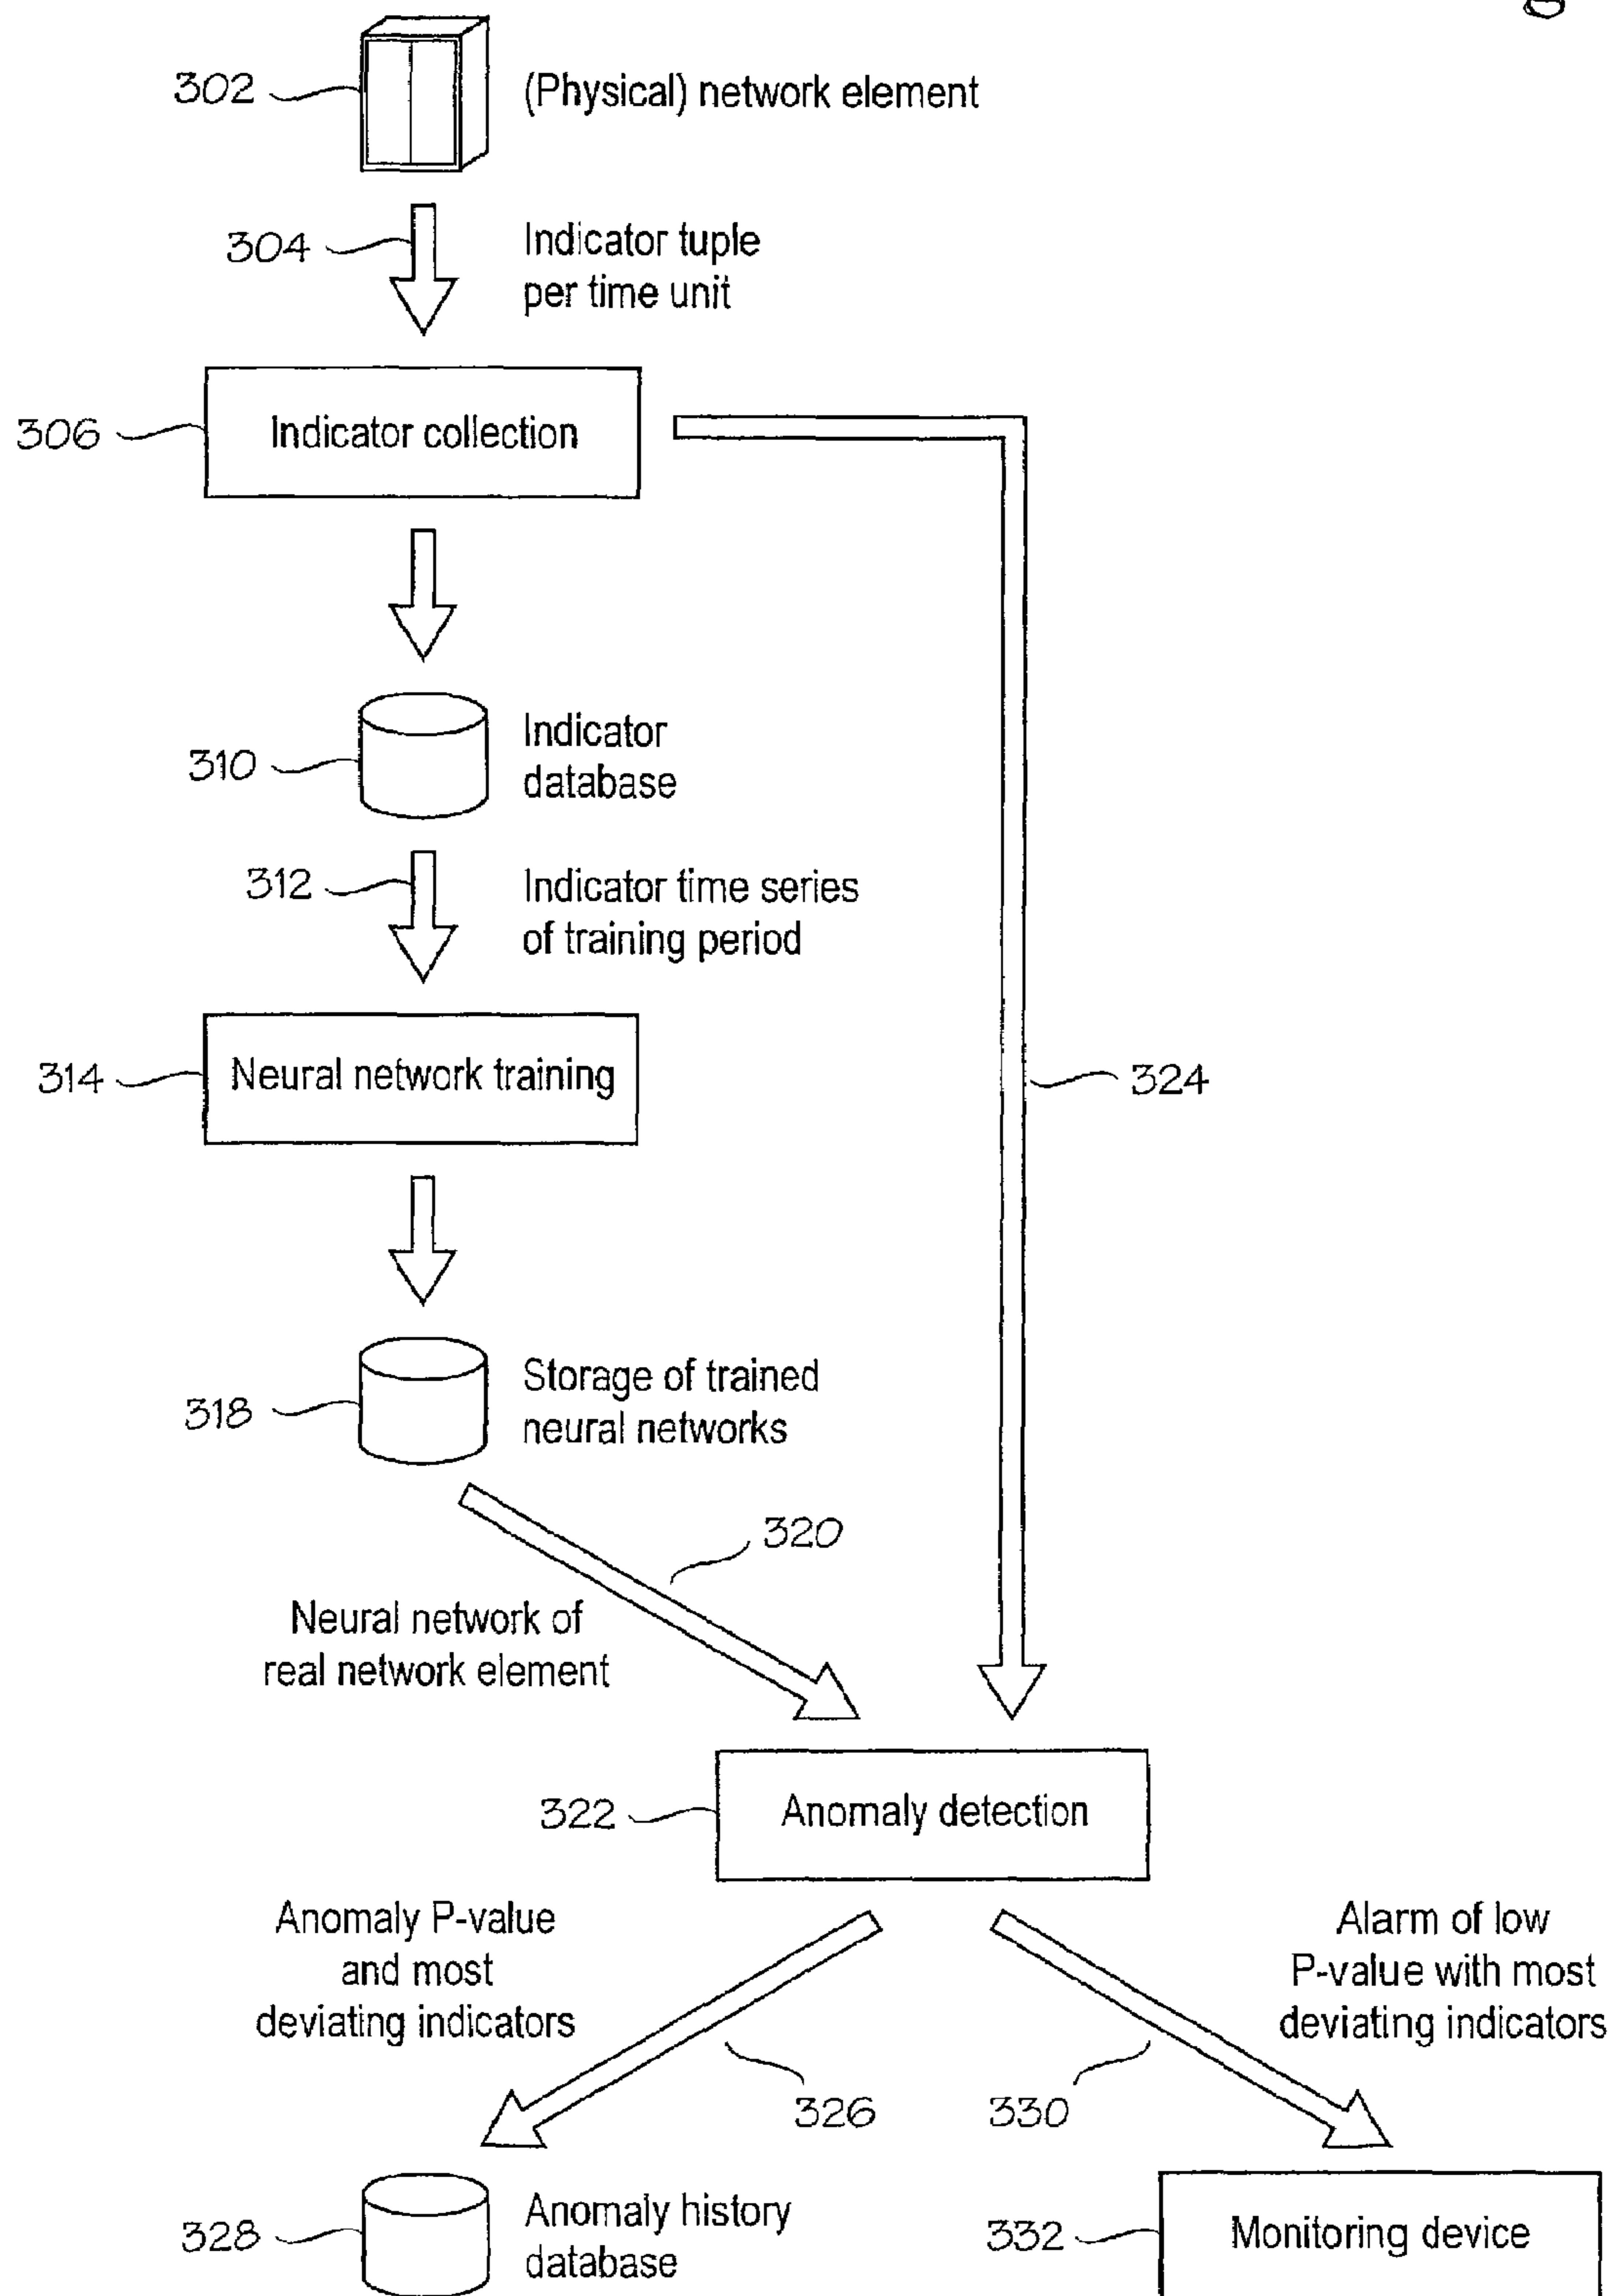 302
(Physical) network element
304
Indicator tuple
per time unit
306
Indicator collection
310
Indicator
database
312
Indicator time series
of training period
314
Neural network training
324
318
Storage of trained
neural networks
320
Neural network of
real network element
322
Anomaly detection
Anomaly P-value
and most
deviating indicators
Alarm of low
P-value with most
deviating indicators
326
330
328
Anomaly history
database
332
Monitoring device